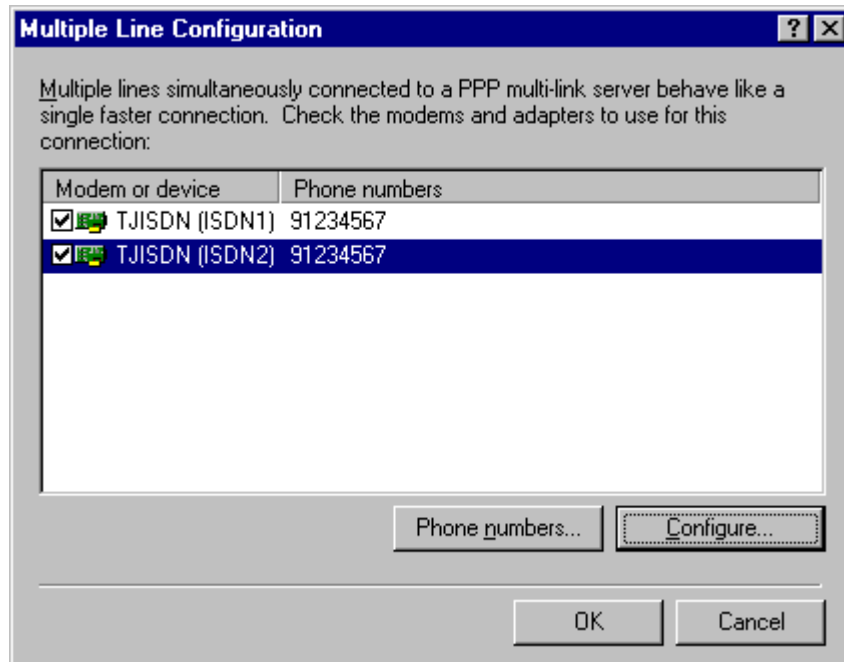 Multiple Line Configuration
Multiple lines simultaneously connected to a PPP multi-link server behave like a
single faster connection.  Check the modems and adapters to use for this
connection:
Modem or device Phone numbers
TJISDN (ISDN1) 91234567
TJISDN (ISDN2) 91234567
Phone numbers... Configure...
OK Cancel